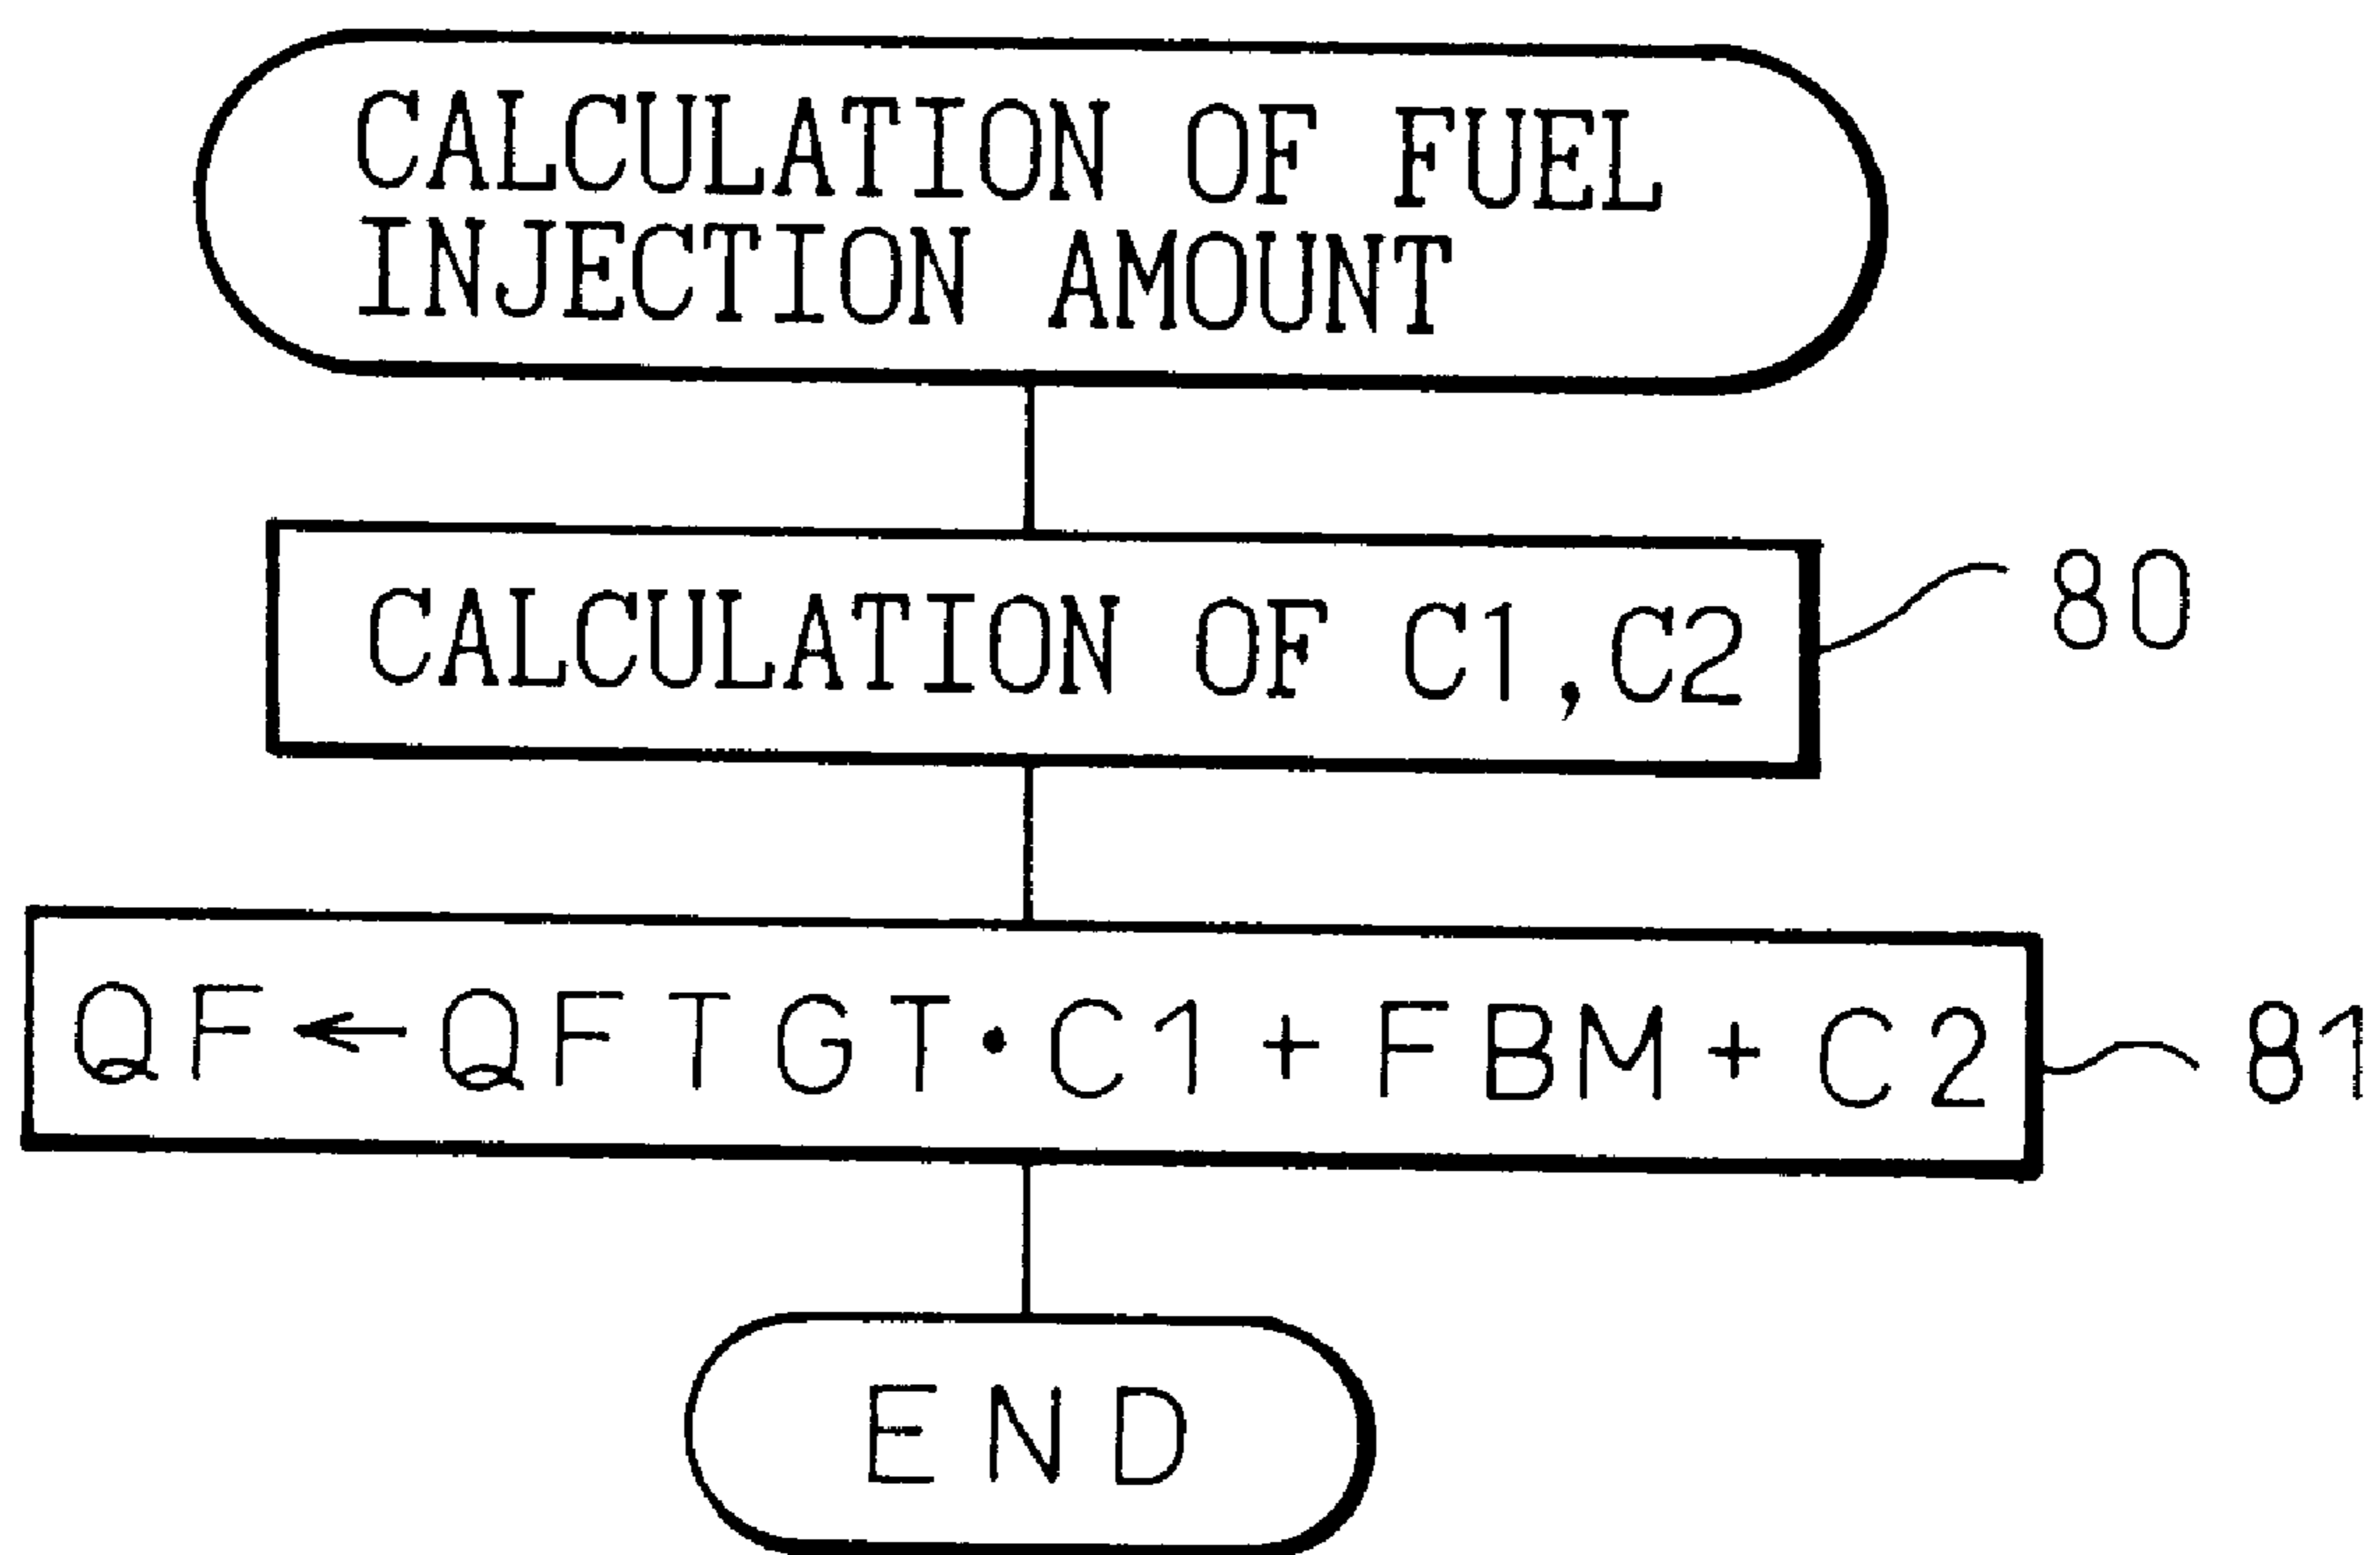 CALCULATION OF FUEL
INJECTION AMOUNT
CALCULATION OF C1,C2
80
QF←QFTGT·C1+FBM+C2
81
END